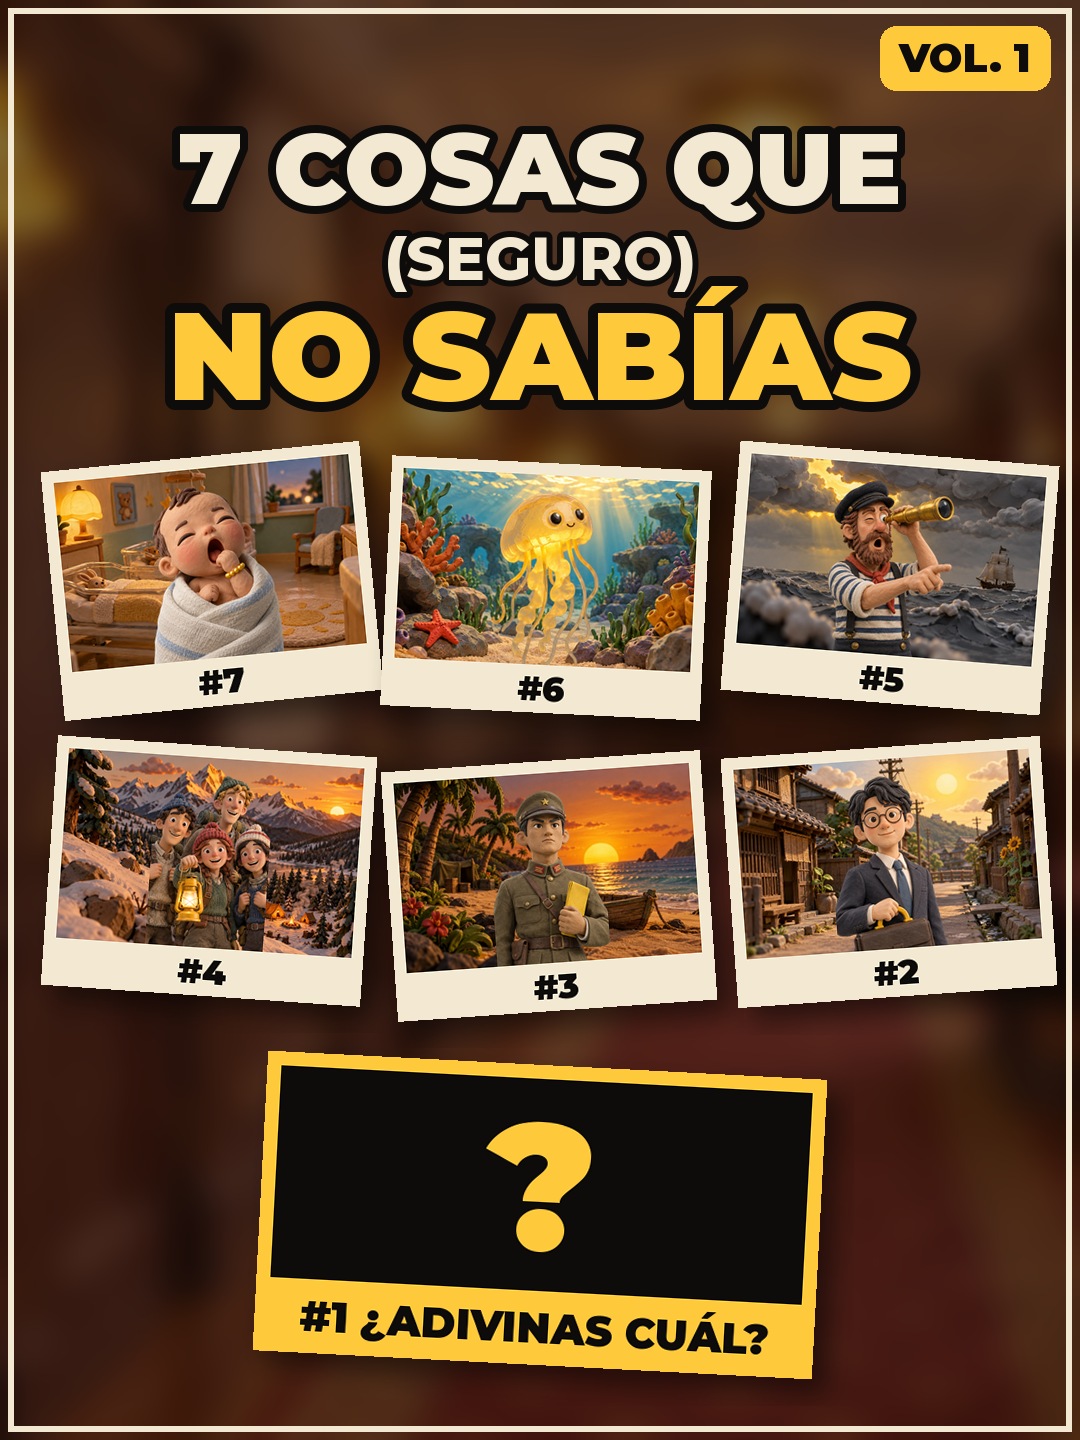 VOL. 1
7 COSAS QUE
(SEGURO)
NO SABÍAS
#7
#6
#5
#4
#3
#2
?
#1 ¿ADIVINAS CUÁL?